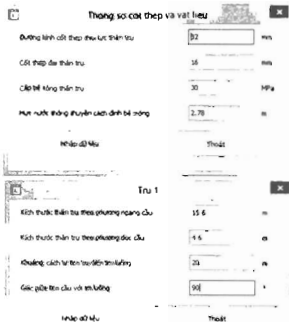 Thông số cốt thép và vật liệu
Đường kính cốt thép chịu lực thân trụ 32 mm
Cốt thép đai thân trụ 16 mm
Cấp bê tông thân trụ 30 MPa
Mực nước thông thuyền cách đỉnh bệ móng 2.78 m
Nhập dữ liệu Thoát
Tru 1
Kích thước thân trụ theo phương ngang cầu 15.6 m
Kích thước thân trụ theo phương dọc cầu 4.6 m
Khoảng cách từ tim trụ đến tim luồng 20 m
Góc giữa tim cầu với tim luồng 90
Nhập dữ liệu Thoát